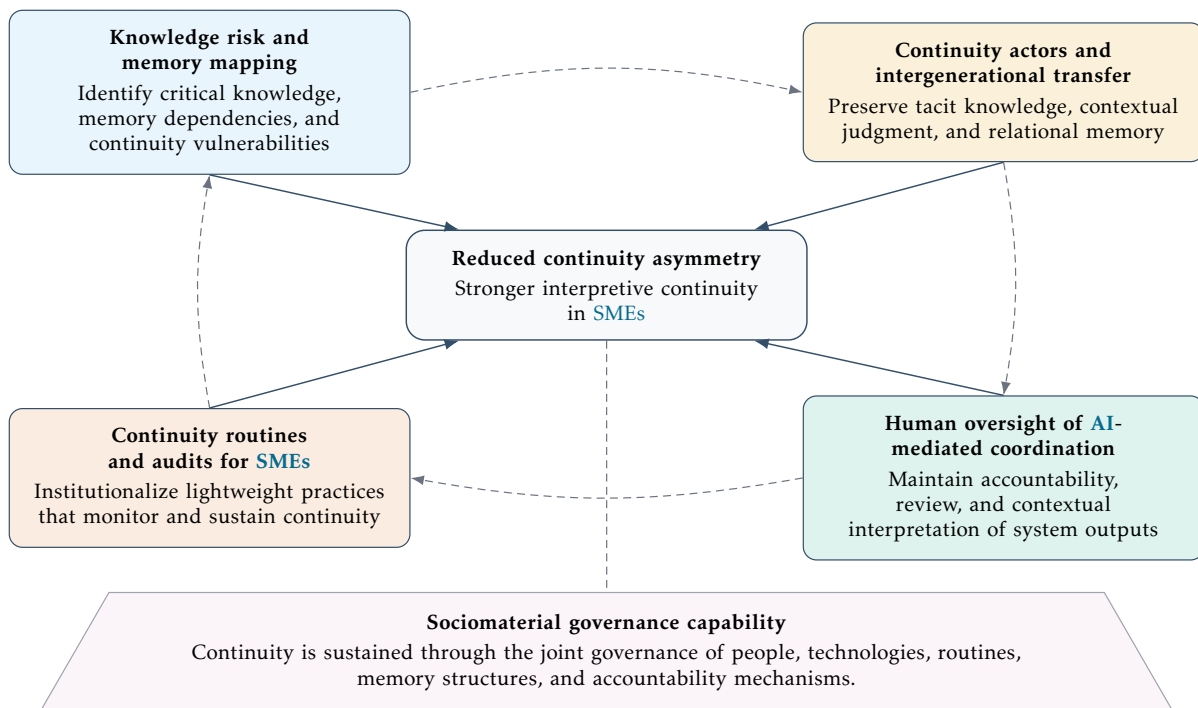 Knowledge risk and
memory mapping
Identify critical knowledge,
memory dependencies, and
continuity vulnerabilities
Continuity actors and
intergenerational transfer
Preserve tacit knowledge, contextual
judgment, and relational memory
Reduced continuity asymmetry
Stronger interpretive continuity
in SMEs
Continuity routines
and audits for SMEs
Institutionalize lightweight practices
that monitor and sustain continuity
Human oversight of AI-
mediated coordination
Maintain accountability,
review, and contextual
interpretation of system outputs
Sociomaterial governance capability
Continuity is sustained through the joint governance of people, technologies, routines,
memory structures, and accountability mechanisms.